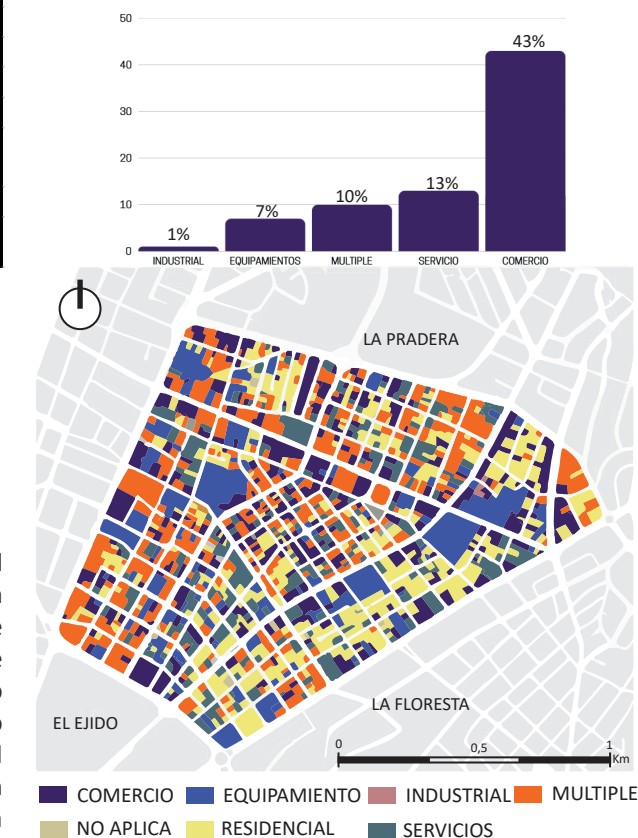 50
43%
40
30
20
13%
10%
10
7%
1%
0
INDUSTRIAL EQUIPAMIENTOS MULTIPLE SERVICIO COMERCIO
LA PRADERA
LA FLORESTA
EL EJIDO
0 0,5 1
Km
COMERCIO EQUIPAMIENTO INDUSTRIAL MULTIPLE
NO APLICA RESIDENCIAL SERVICIOS